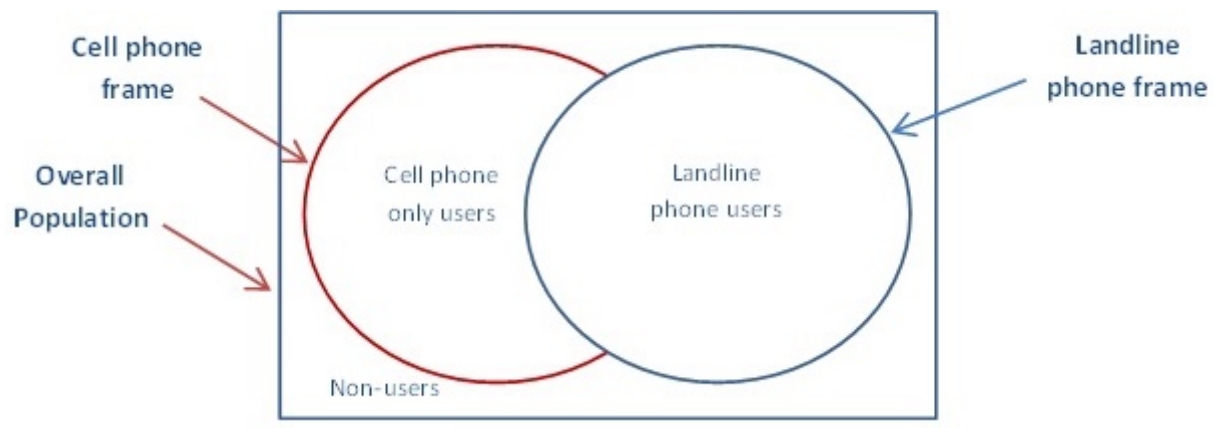 Cell phone
frame
Landline
phone frame
Overall
Population
Cell phone
only users
Landline
phone users
Non-users